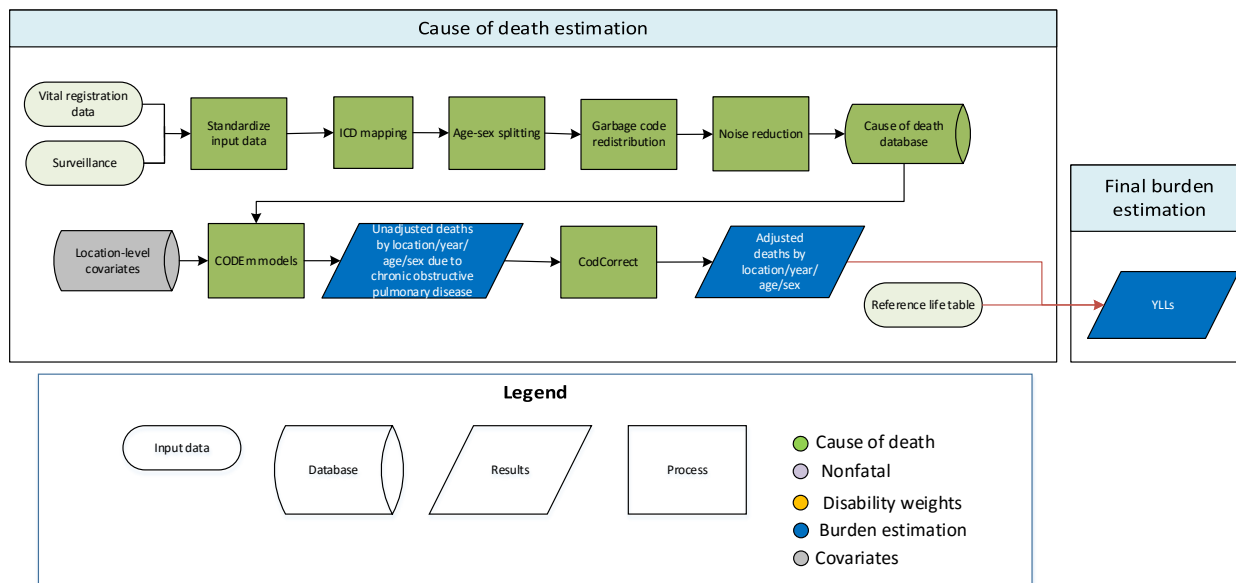 Cause of death estimation
Vital registration
data
Surveillance
Standardize
input data
ICD mapping
Age-sex splitting
Garbage code
redistribution
Noise reduction
Cause of death
database
Location-level
covariates
CODEm models
Unadjusted deaths
by location/year/
age/sex due to
chronic obstructive
pulmonary disease
CodCorrect
Adjusted
deaths by
location/year/
age/sex
Reference life table
Final burden
estimation
YLLs
Legend
Input data
Database
Results
Process
Cause of death
Nonfatal
Disability weights
Burden estimation
Covariates